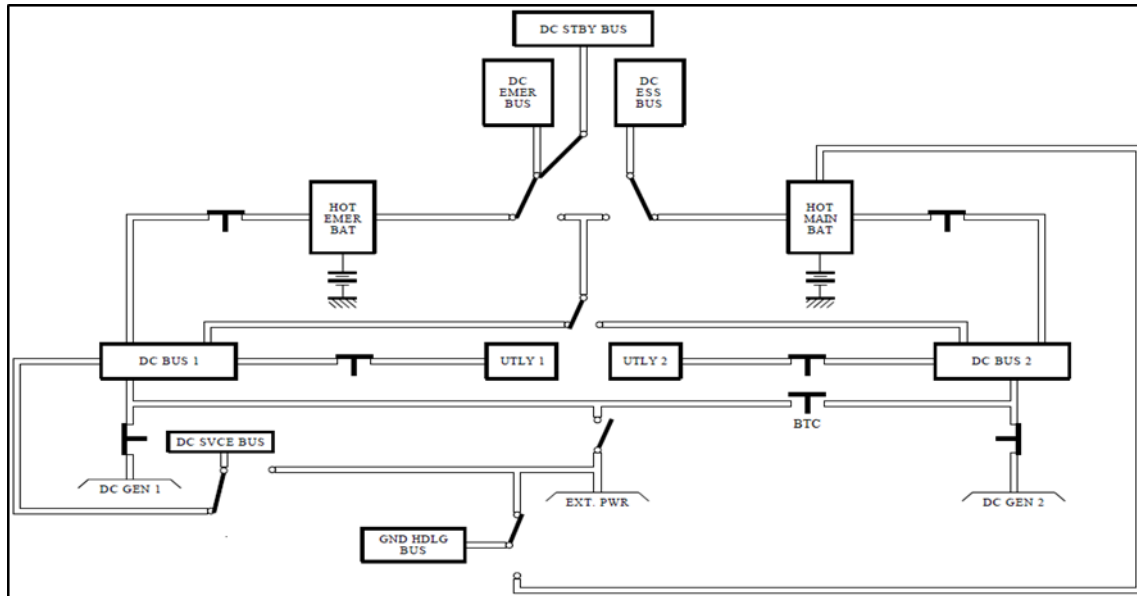 DC STBY BUS
DC
EMER
BUS
DC
ESS
BUS
HOT
EMER
BAT
HOT
MAIN
BAT
DC BUS 1
UTLY 1
UTLY 2
DC BUS 2
BTC
DC SVCE BUS
DC GEN 1
EXT. PWR
DC GEN 2
GND HDLG
BUS